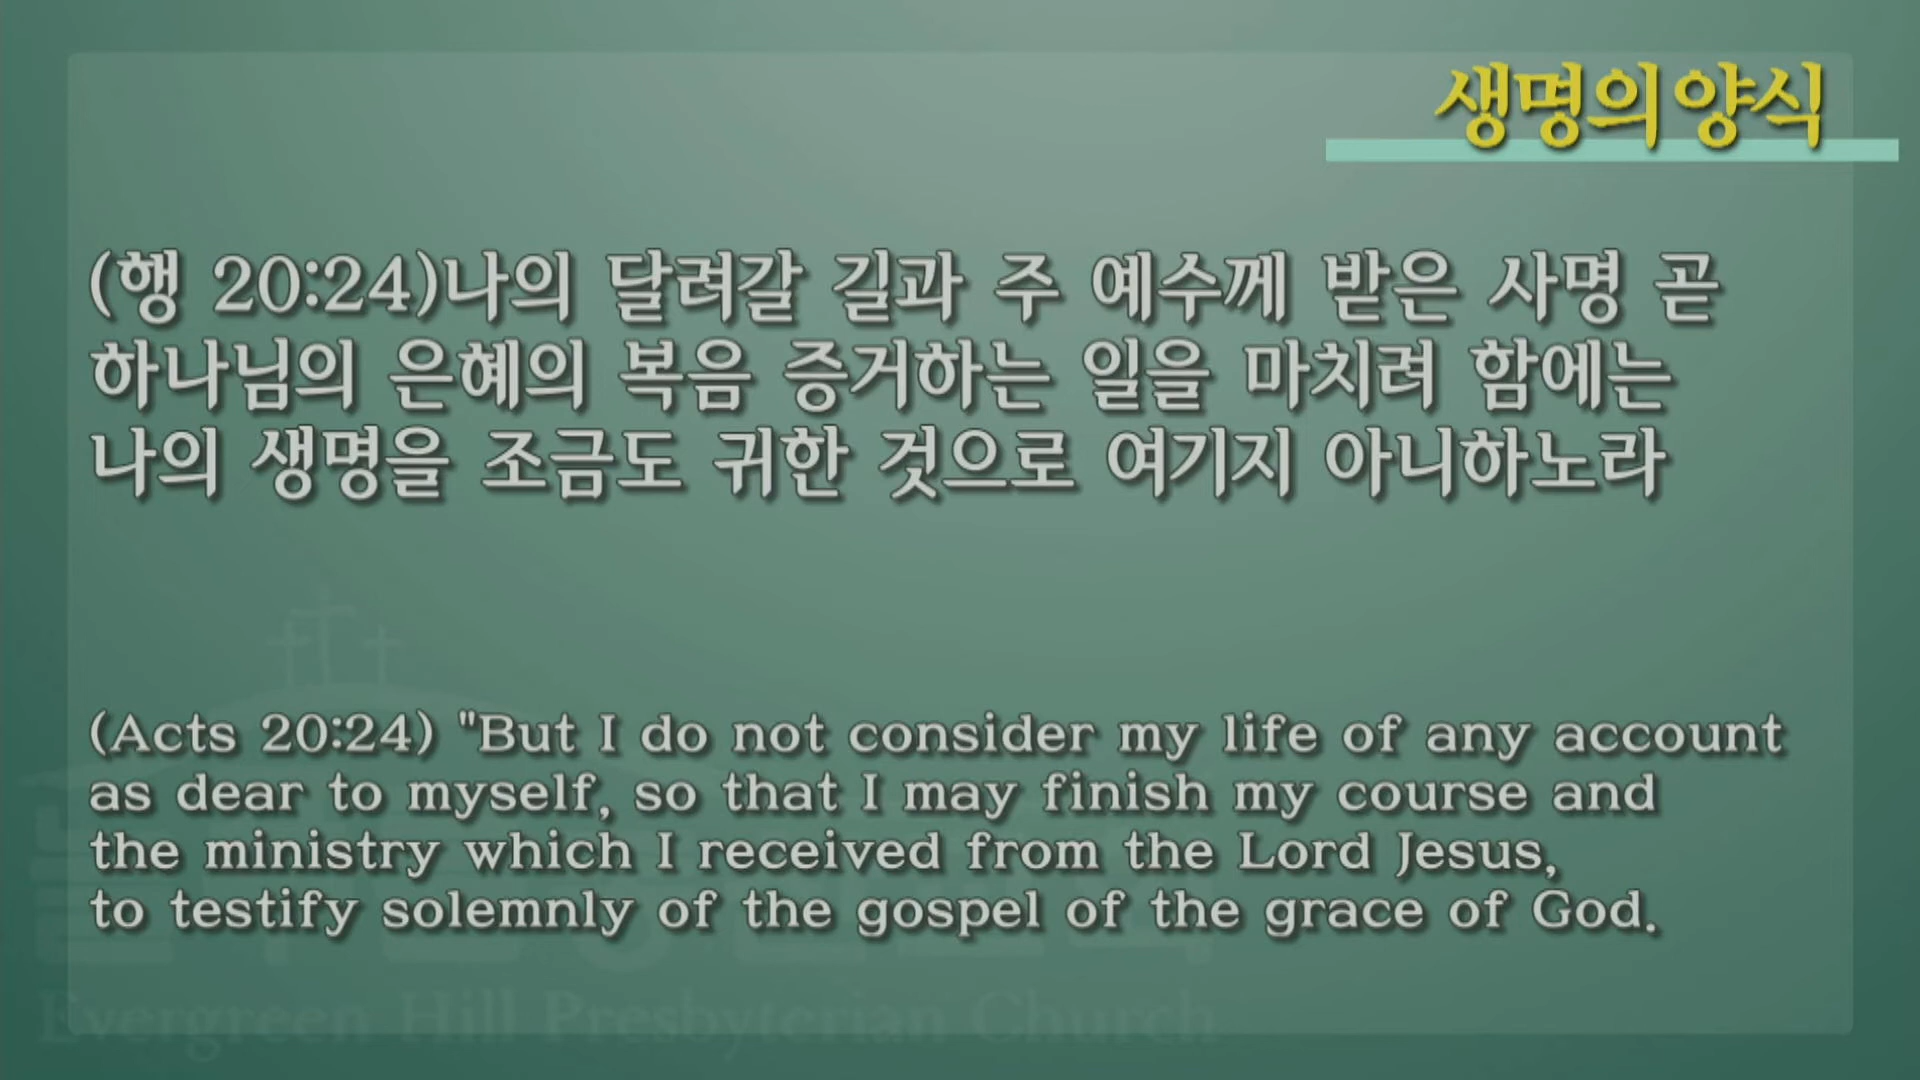 생명의 양식
(행 20:24)나의 달려갈 길과 주 예수께 받은 사명 곧
하나님의 은혜의 복음 증거하는 일을 마치려 함에는
나의 생명을 조금도 귀한 것으로 여기지 아니하노라
(Acts 20:24) "But I do not consider my life of any account
as dear to myself, so that I may finish my course and
the ministry which I received from the Lord Jesus,
to testify solemnly of the gospel of the grace of God.
Evergreen Hill Presbyterian Church